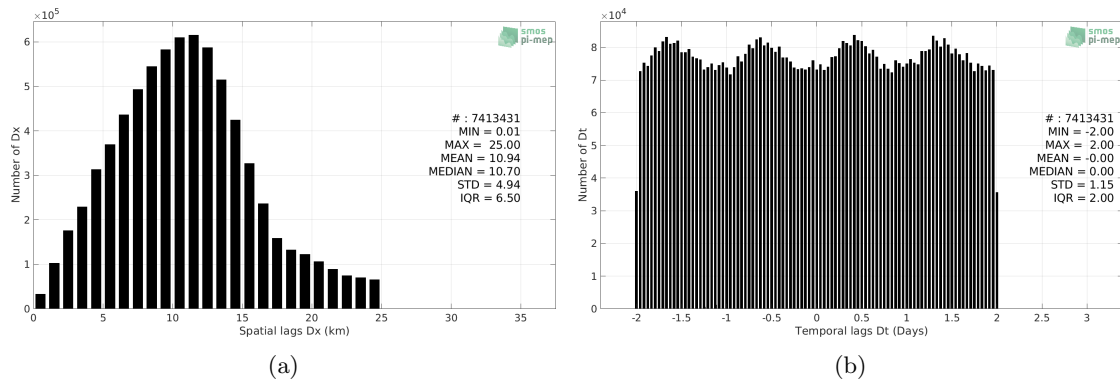 ×10⁵
6
5
4
3
2
1
0
Number of Dx
0 5 10 15 20 25 30 35
Spatial lags Dx (km)
smos
pi-mep
# : 7413431
MIN = 0.01
MAX = 25.00
MEAN = 10.94
MEDIAN = 10.70
STD = 4.94
IQR = 6.50
(a)
×10⁴
8
7
6
5
4
3
2
1
0
Number of Dt
-2 -1.5 -1 -0.5 0 0.5 1 1.5 2 2.5 3
Temporal lags Dt (Days)
smos
pi-mep
# : 7413431
MIN = -2.00
MAX = 2.00
MEAN = -0.00
MEDIAN = 0.00
STD = 1.15
IQR = 2.00
(b)